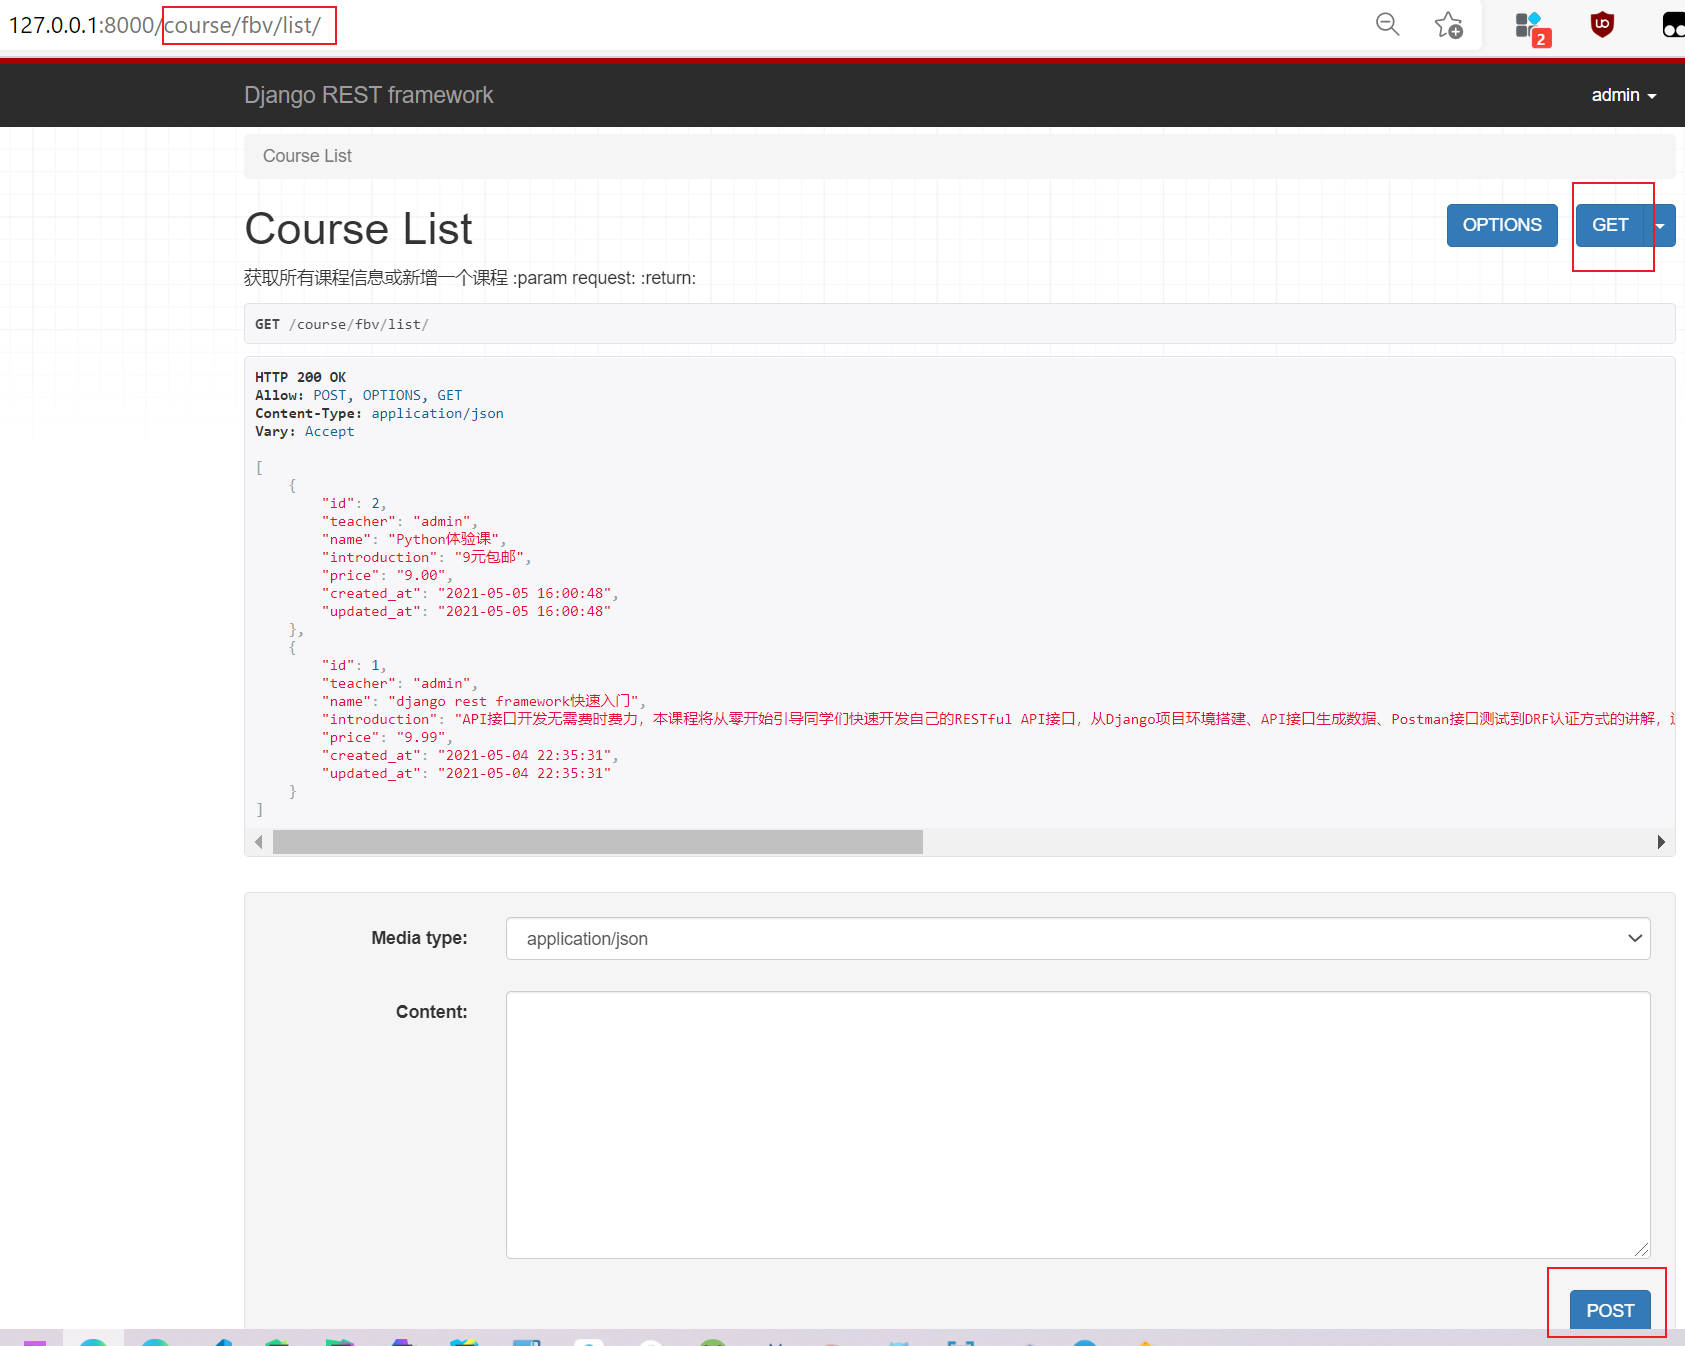 127.0.0.1:8000/course/fbv/list/
2
UO
Django REST framework
admin
Course List
Course List
OPTIONS
GET
获取所有课程信息或新增一个课程 :param request: :return:
GET /course/fbv/list/
HTTP 200 OK
Allow: POST, OPTIONS, GET
Content-Type: application/json
Vary: Accept
[
{
"id": 2,
"teacher": "admin",
"name": "Python体验课",
"introduction": "9元包邮",
"price": "9.00",
"created_at": "2021-05-05 16:00:48",
"updated_at": "2021-05-05 16:00:48"
},
{
"id": 1,
"teacher": "admin",
"name": "django rest framework快速入门",
"introduction": "API接口开发无需费时费力，本课程将从零开始引导同学们快速开发自己的RESTful API接口，从Django项目环境搭建、API接口生成数据、Postman接口测试到DRF认证方式的讲解，
"price": "9.99",
"created_at": "2021-05-04 22:35:31",
"updated_at": "2021-05-04 22:35:31"
}
]
Media type:
application/json
Content:
POST